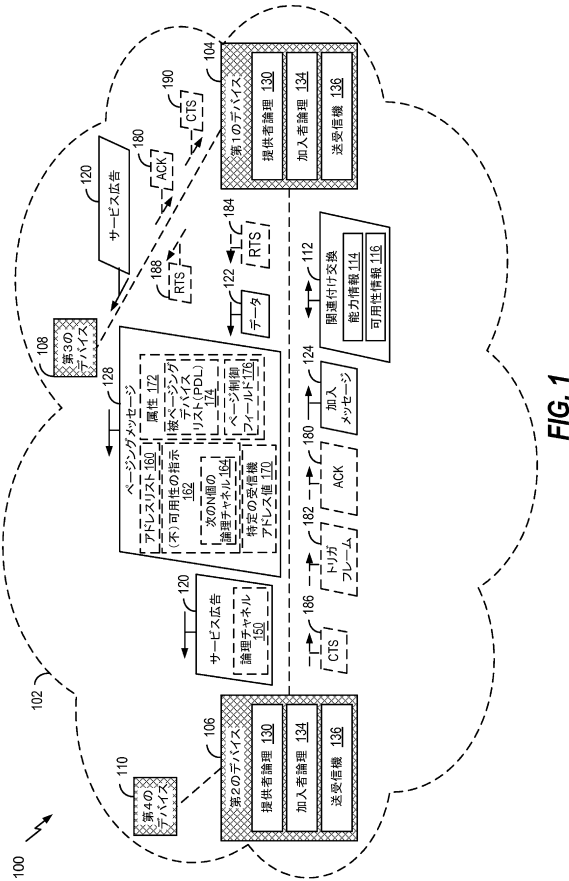 100
102
110
第4の
デバイス
106
第2のデバイス
提供者論理 130
加入者論理 134
送受信機 136
120
サービス広告
論理チャネル
150
186
CTS
182
トリガ
フレーム
180
ACK
124
加入
メッセージ
112
関連付け交換
能力情報 114
可用性情報 116
128
ページングメッセージ
アドレスリスト 160
(不)可用性の指示
162
次のN個の
論理チャネル 164
特定の受信機
アドレス値 170
属性 172
被ページング
デバイス
リスト(PDL)
174
ページ制御
フィールド 176
122
データ
184
RTS
108
第3の
デバイス
120
サービス広告
188
RTS
180
ACK
190
CTS
104
第1のデバイス
提供者論理 130
加入者論理 134
送受信機 136
FIG. 1